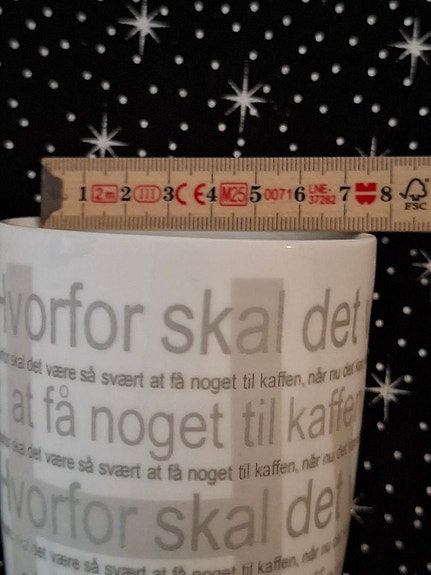 1 2m 2 III 3 CE 4 M25 5 0071 6 LNE-37282 7 8 FSC
Hvorfor skal det
skal det være så svært at få noget til kaffen, når nu det
at få noget til kaffen
det være så svært at få noget til kaffen, når nu det
Hvorfor skal det
skal det være så svært at få noget til kaffen,